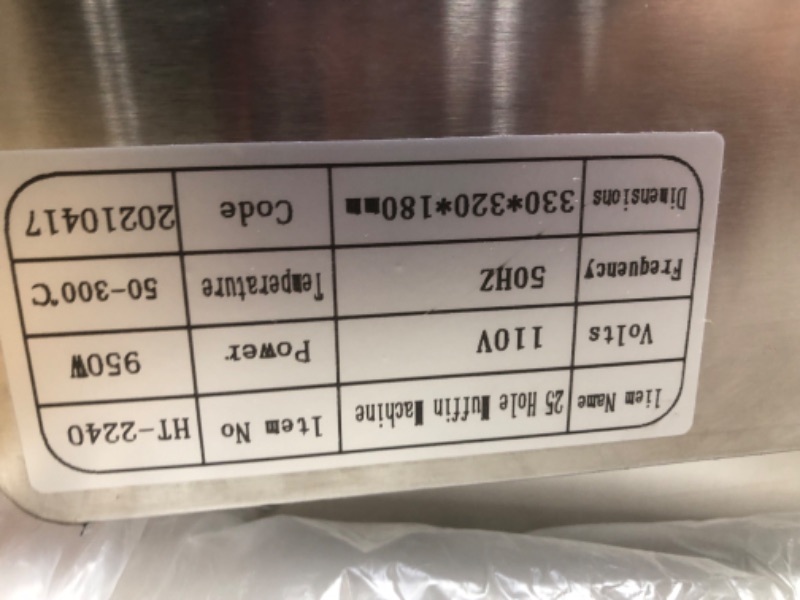 Item Name 25 Hole Muffin Machine Item No HT-2240
Volts 110V Power 950W
Frequency 50HZ Temperature 50-300℃
Dimensions 330*320*180mm Code 20210417